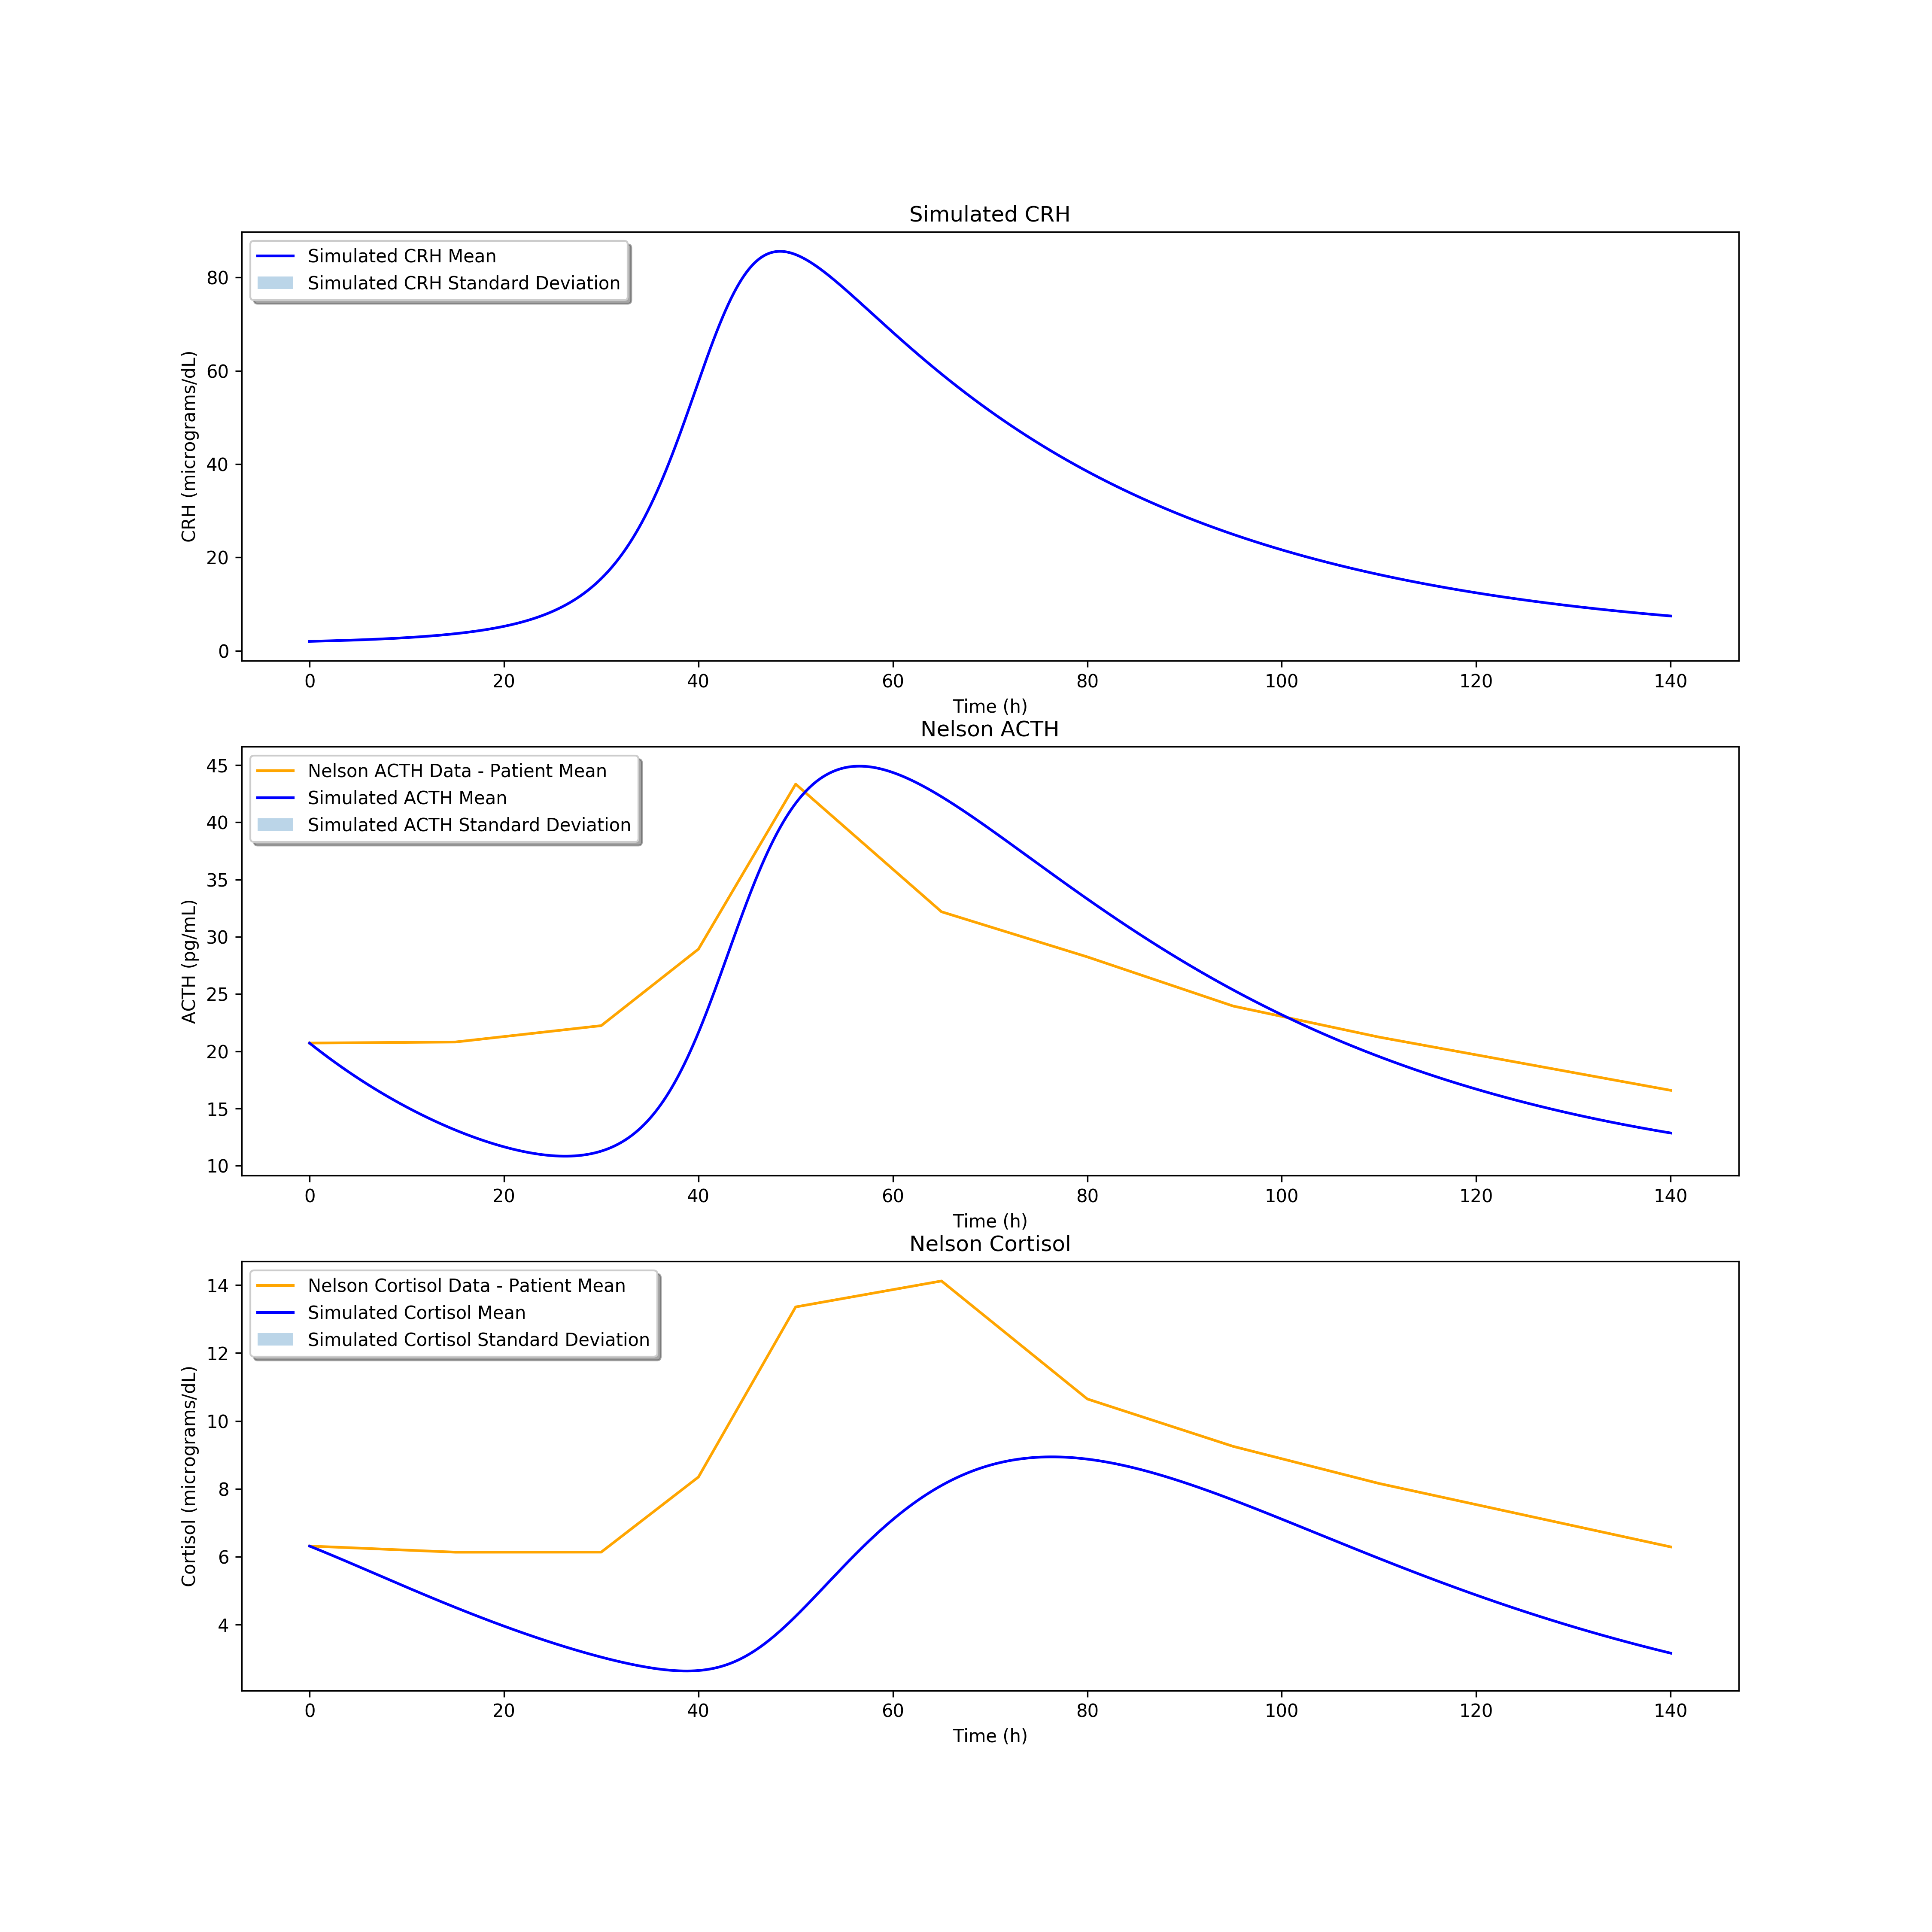 Simulated CRH
Simulated CRH Mean
Simulated CRH Standard Deviation
CRH (micrograms/dL)
80
60
40
20
0
0 20 40 60 80 100 120 140
Time (h)
Nelson ACTH
Nelson ACTH Data - Patient Mean
Simulated ACTH Mean
Simulated ACTH Standard Deviation
ACTH (pg/mL)
45
40
35
30
25
20
15
10
0 20 40 60 80 100 120 140
Time (h)
Nelson Cortisol
Nelson Cortisol Data - Patient Mean
Simulated Cortisol Mean
Simulated Cortisol Standard Deviation
Cortisol (micrograms/dL)
14
12
10
8
6
4
0 20 40 60 80 100 120 140
Time (h)